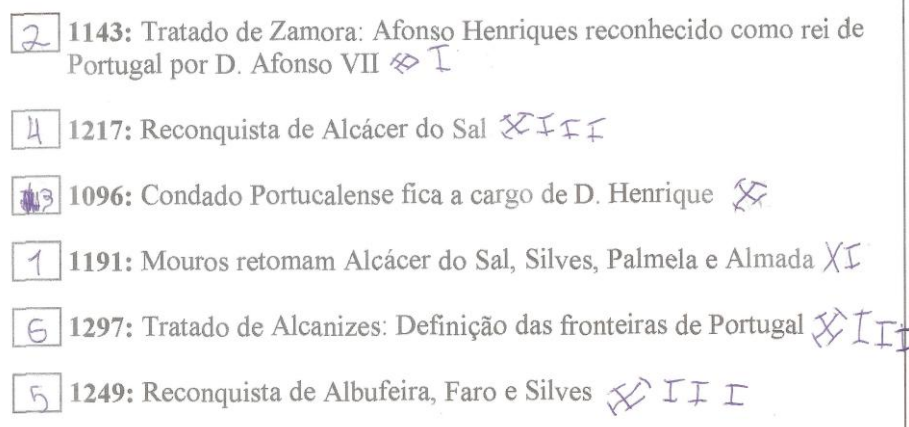 2 1143: Tratado de Zamora: Afonso Henriques reconhecido como rei de
Portugal por D. Afonso VII I
4 1217: Reconquista de Alcácer do Sal XIII
3 1096: Condado Portucalense fica a cargo de D. Henrique X
1 1191: Mouros retomam Alcácer do Sal, Silves, Palmela e Almada XI
6 1297: Tratado de Alcanizes: Definição das fronteiras de Portugal XIII
5 1249: Reconquista de Albufeira, Faro e Silves XIII